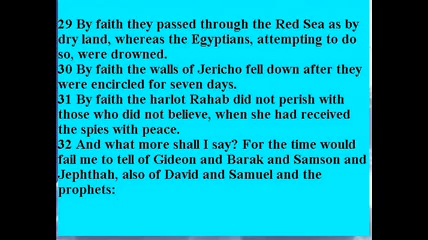 29 By faith they passed through the Red Sea as by
dry land, whereas the Egyptians, attempting to do
so, were drowned.
30 By faith the walls of Jericho fell down after they
were encircled for seven days.
31 By faith the harlot Rahab did not perish with
those who did not believe, when she had received
the spies with peace.
32 And what more shall I say? For the time would
fail me to tell of Gideon and Barak and Samson and
Jephthah, also of David and Samuel and the
prophets: